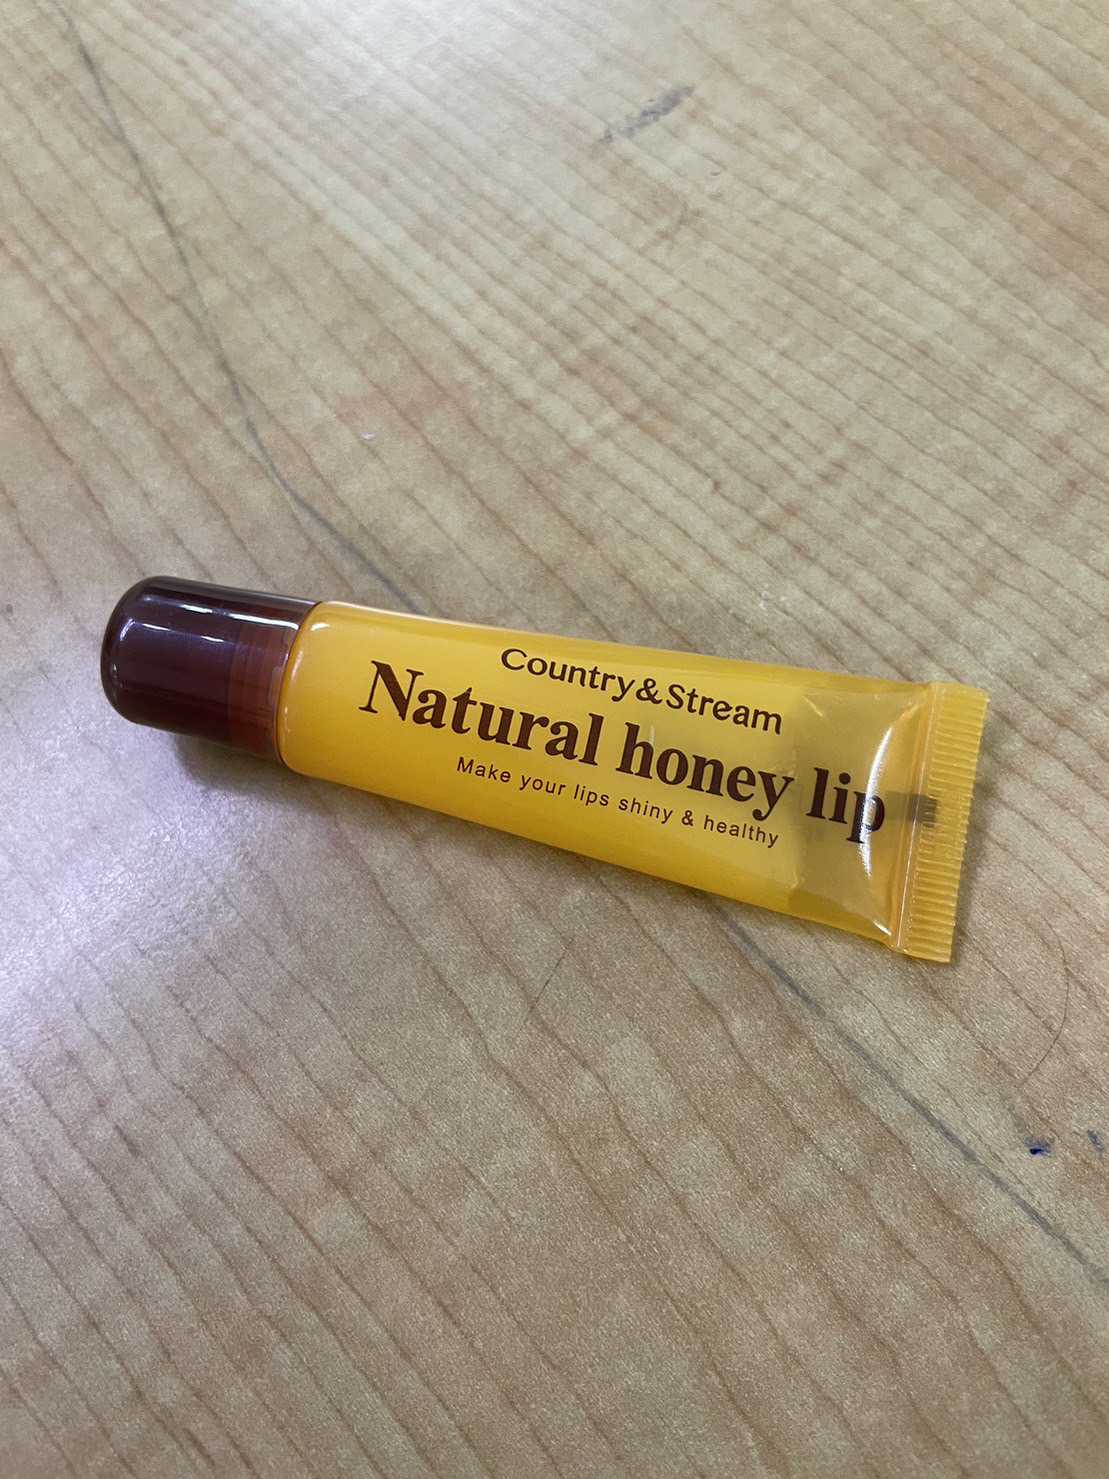 Country&Stream
Natural honey lip
Make your lips shiny & healthy